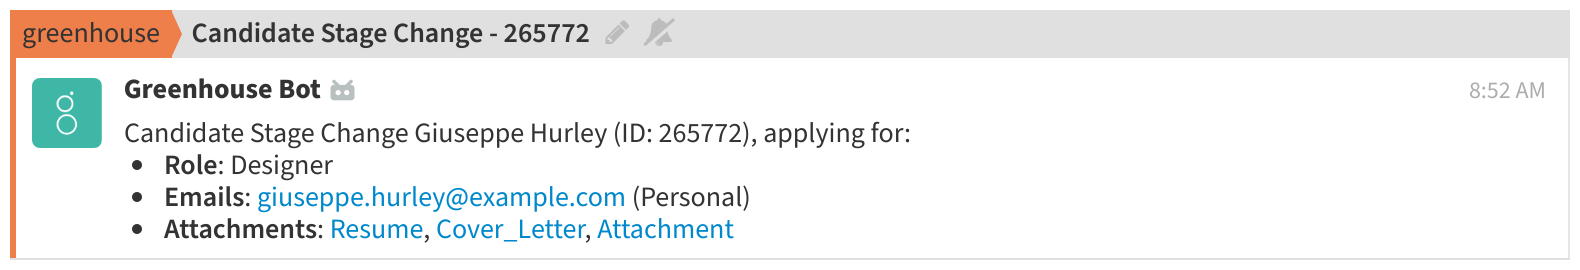 greenhouse Candidate Stage Change - 265772
Greenhouse Bot 8:52 AM
Candidate Stage Change Giuseppe Hurley (ID: 265772), applying for:
• Role: Designer
• Emails: giuseppe.hurley@example.com (Personal)
• Attachments: Resume, Cover_Letter, Attachment